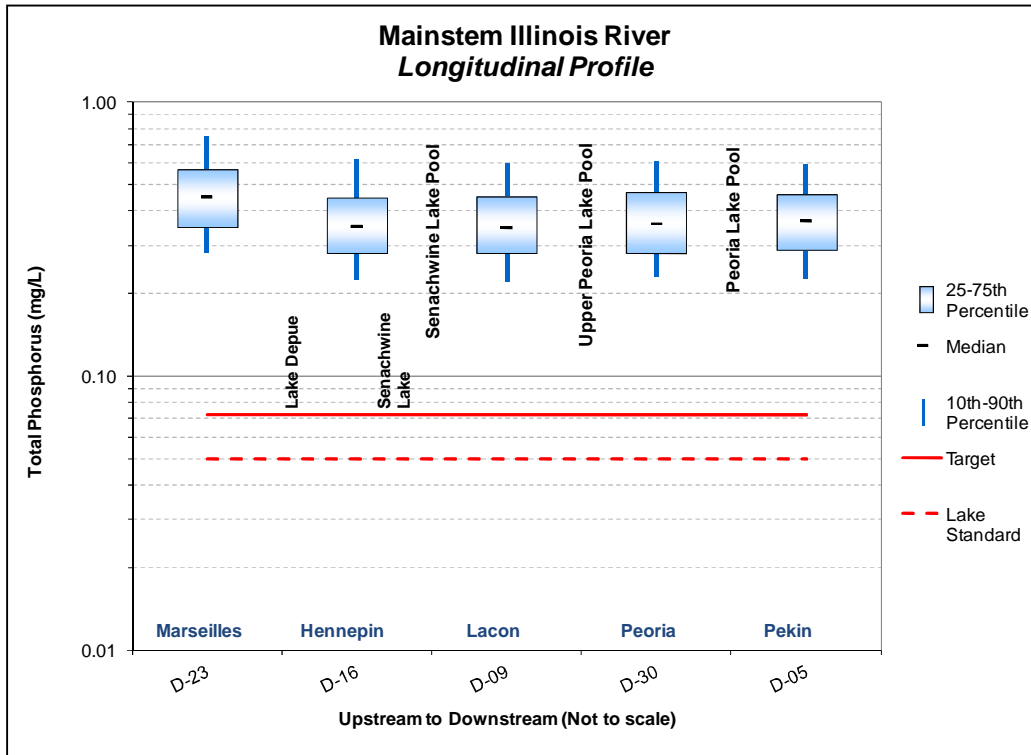 Mainstem Illinois River
Longitudinal Profile
Total Phosphorus (mg/L)
1.00
0.10
0.01
Lake Depue
Senachwine
Lake
Senachwine Lake Pool
Upper Peoria Lake Pool
Peoria Lake Pool
Marseilles
Hennepin
Lacon
Peoria
Pekin
D-23
D-16
D-09
D-30
D-05
Upstream to Downstream (Not to scale)
25-75th
Percentile
Median
10th-90th
Percentile
Target
Lake
Standard